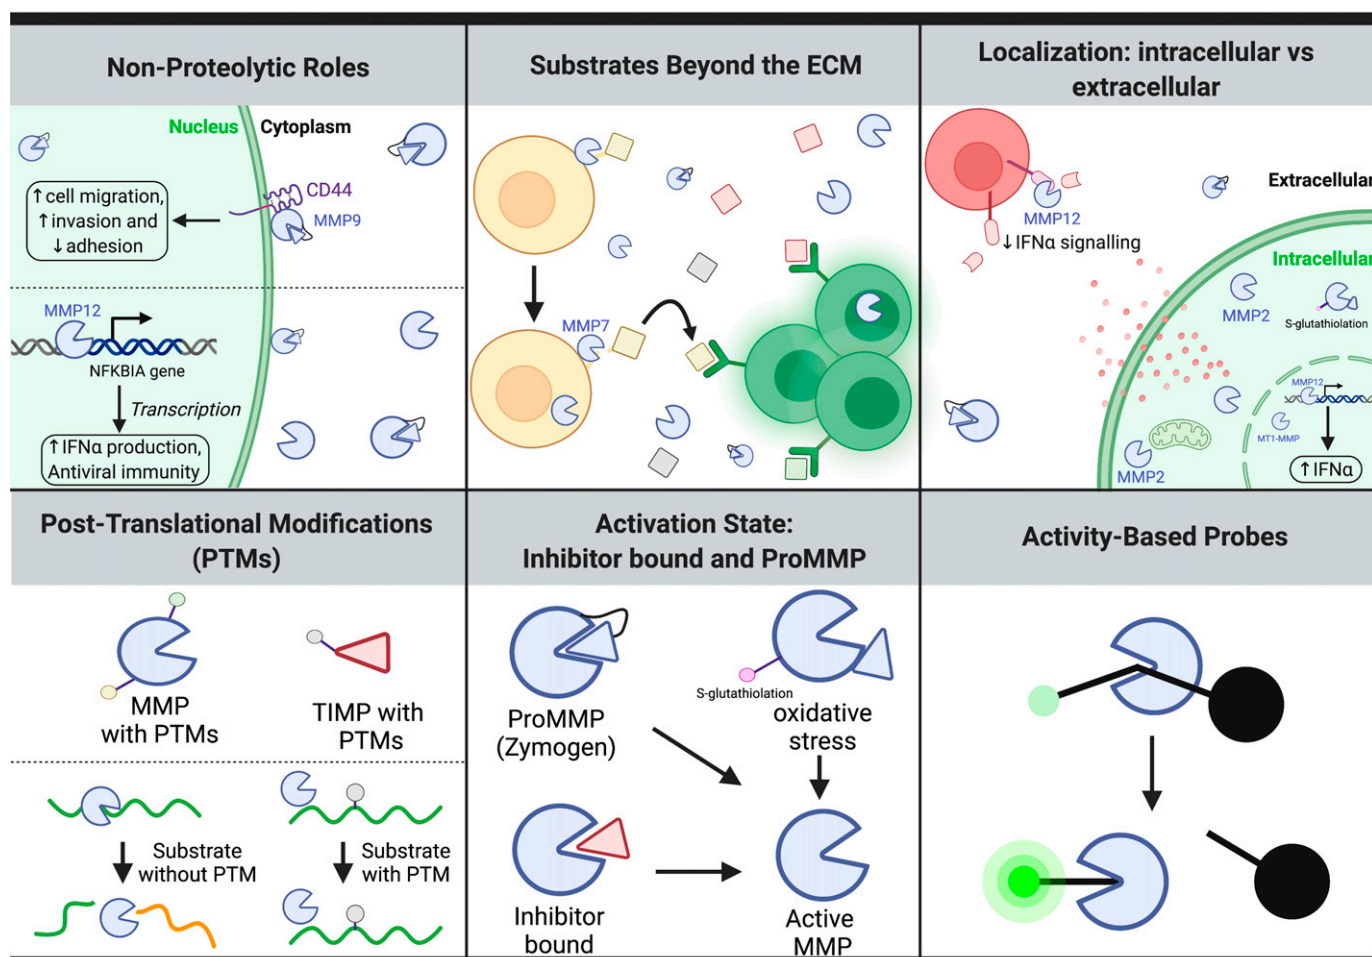 Non-Proteolytic Roles
Nucleus
Cytoplasm
CD44
MMP9
↑cell migration,
↑invasion and
↓adhesion
MMP12
NFKBIA gene
Transcription
↑IFNα production,
Antiviral immunity
Substrates Beyond the ECM
MMP7
Localization: intracellular vs
extracellular
MMP12
↓IFNα signalling
Extracellular
Intracellular
MMP2
S-glutathiolation
MMP12
MT1-MMP
MMP2
↑IFNα
Post-Translational Modifications
(PTMs)
MMP
with PTMs
TIMP with
PTMs
Substrate
without PTM
Substrate
with PTM
Activation State:
Inhibitor bound and ProMMP
ProMMP
(Zymogen)
S-glutathiolation
oxidative
stress
Inhibitor
bound
Active
MMP
Activity-Based Probes